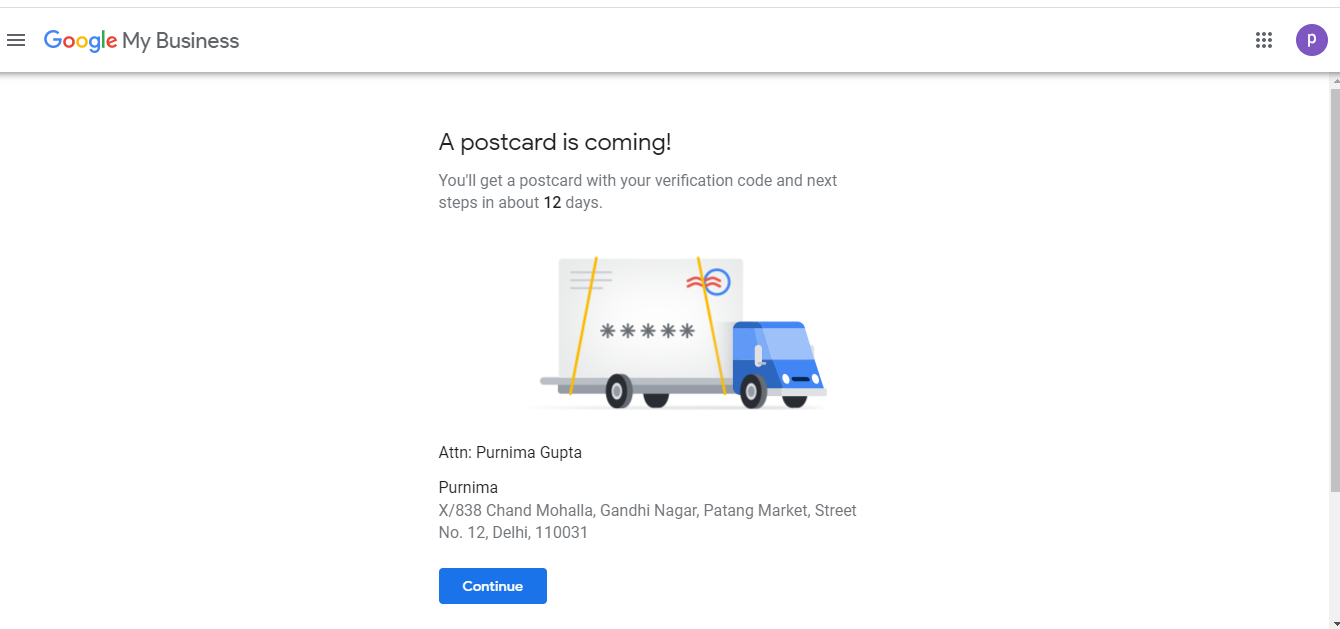 Google My Business
p
A postcard is coming!
You'll get a postcard with your verification code and next
steps in about 12 days.
*****
Attn: Purnima Gupta
Purnima
X/838 Chand Mohalla, Gandhi Nagar, Patang Market, Street
No. 12, Delhi, 110031
Continue